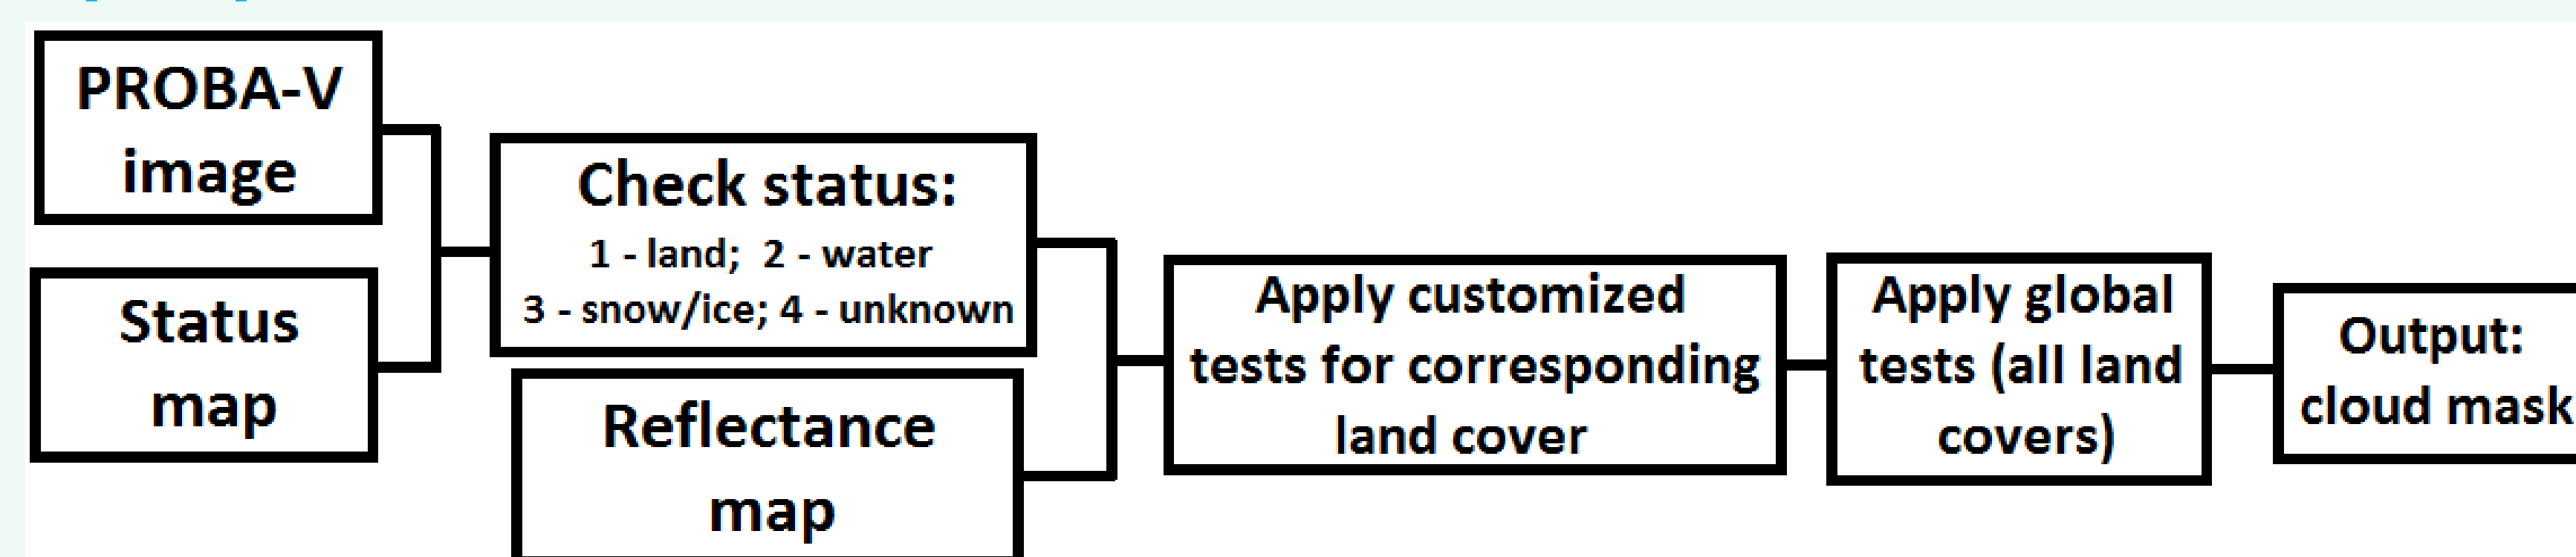 PROBA-V
image
Status
map
Check status:
1 - land;  2 - water
3 - snow/ice; 4 - unknown
Reflectance
map
Apply customized
tests for corresponding
land cover
Apply global
tests (all land
covers)
Output:
cloud mask